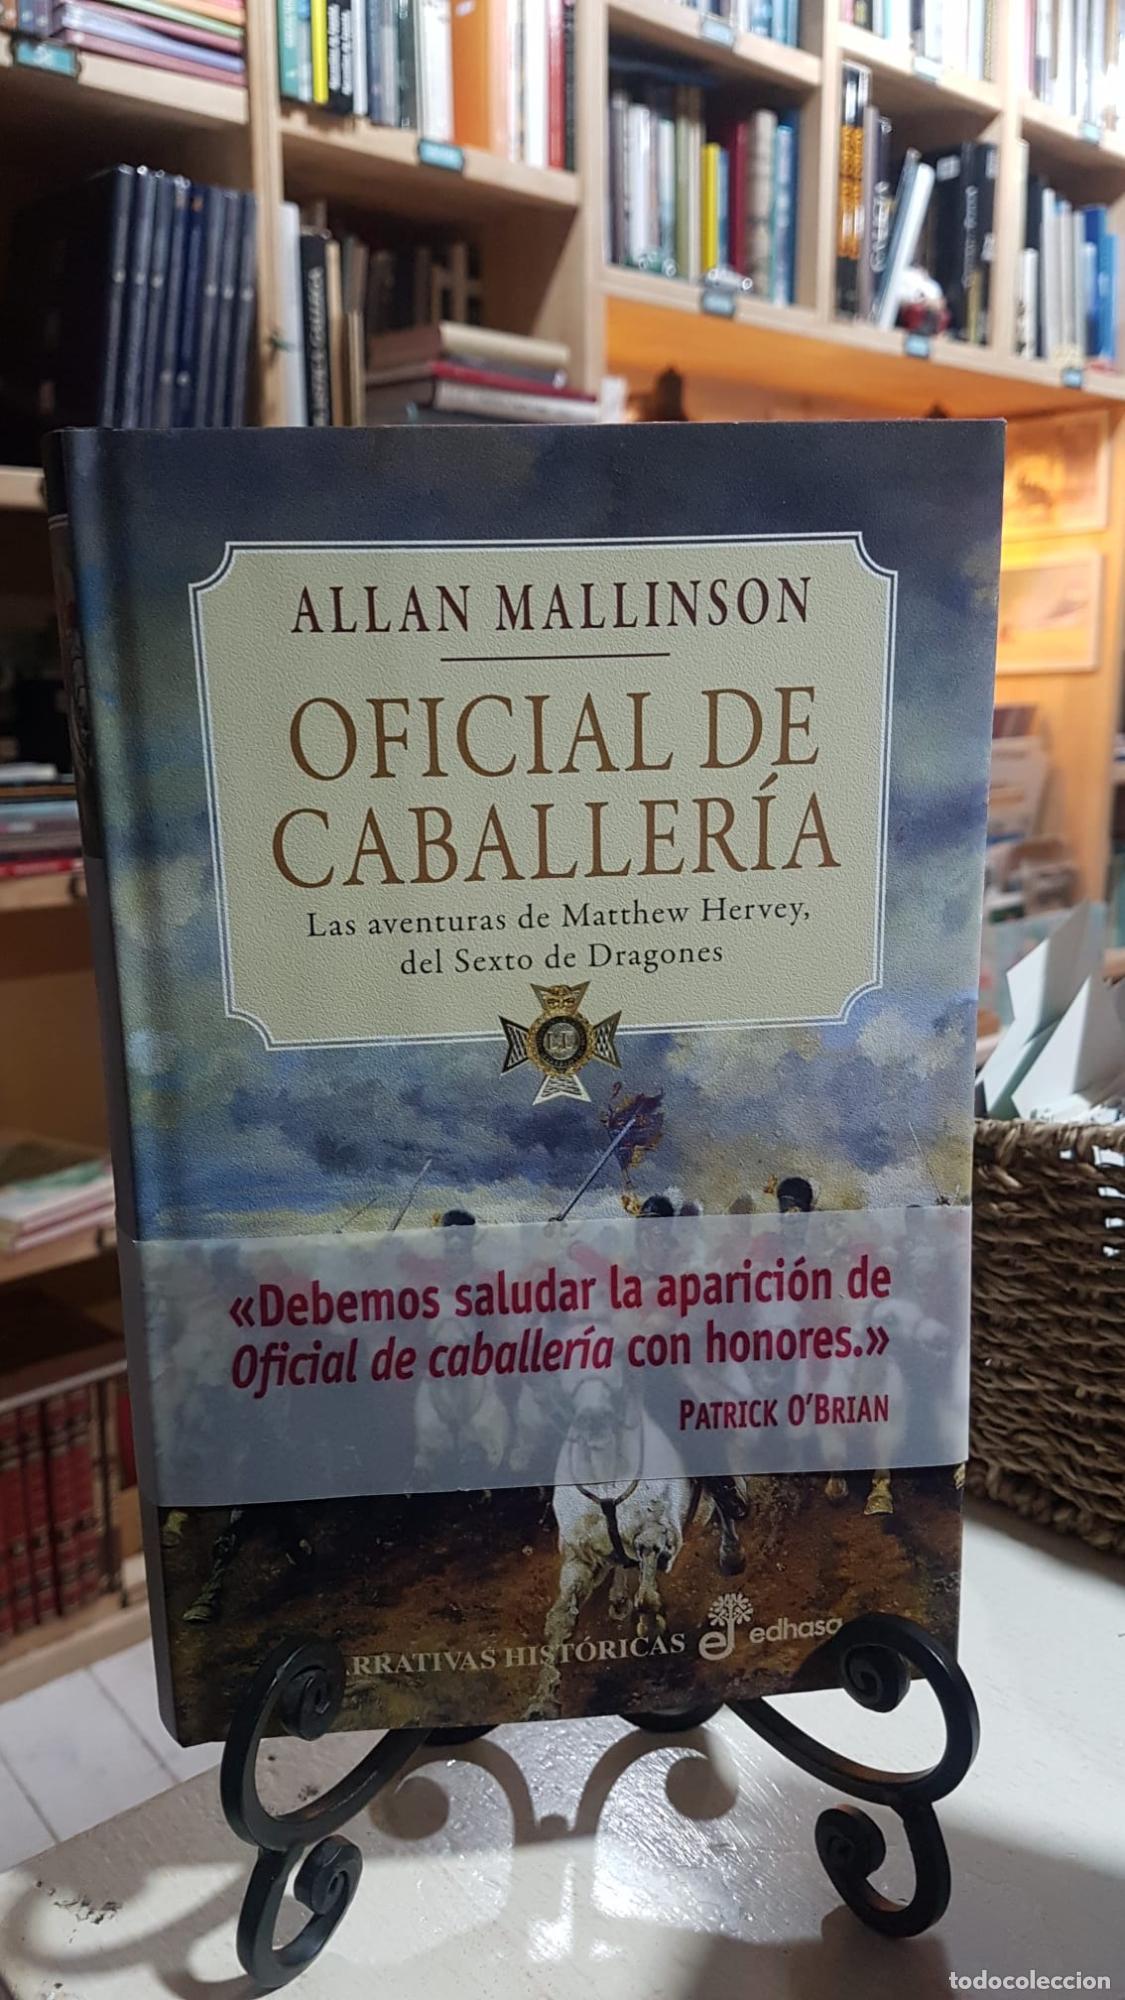 ALLAN MALLINSON
OFICIAL DE
CABALLERÍA
Las aventuras de Matthew Hervey,
del Sexto de Dragones
«Debemos saludar la aparición de
Oficial de caballería con honores.»
PATRICK O'BRIAN
ARRATIVAS HISTÓRICAS edhasa
todocoleccion